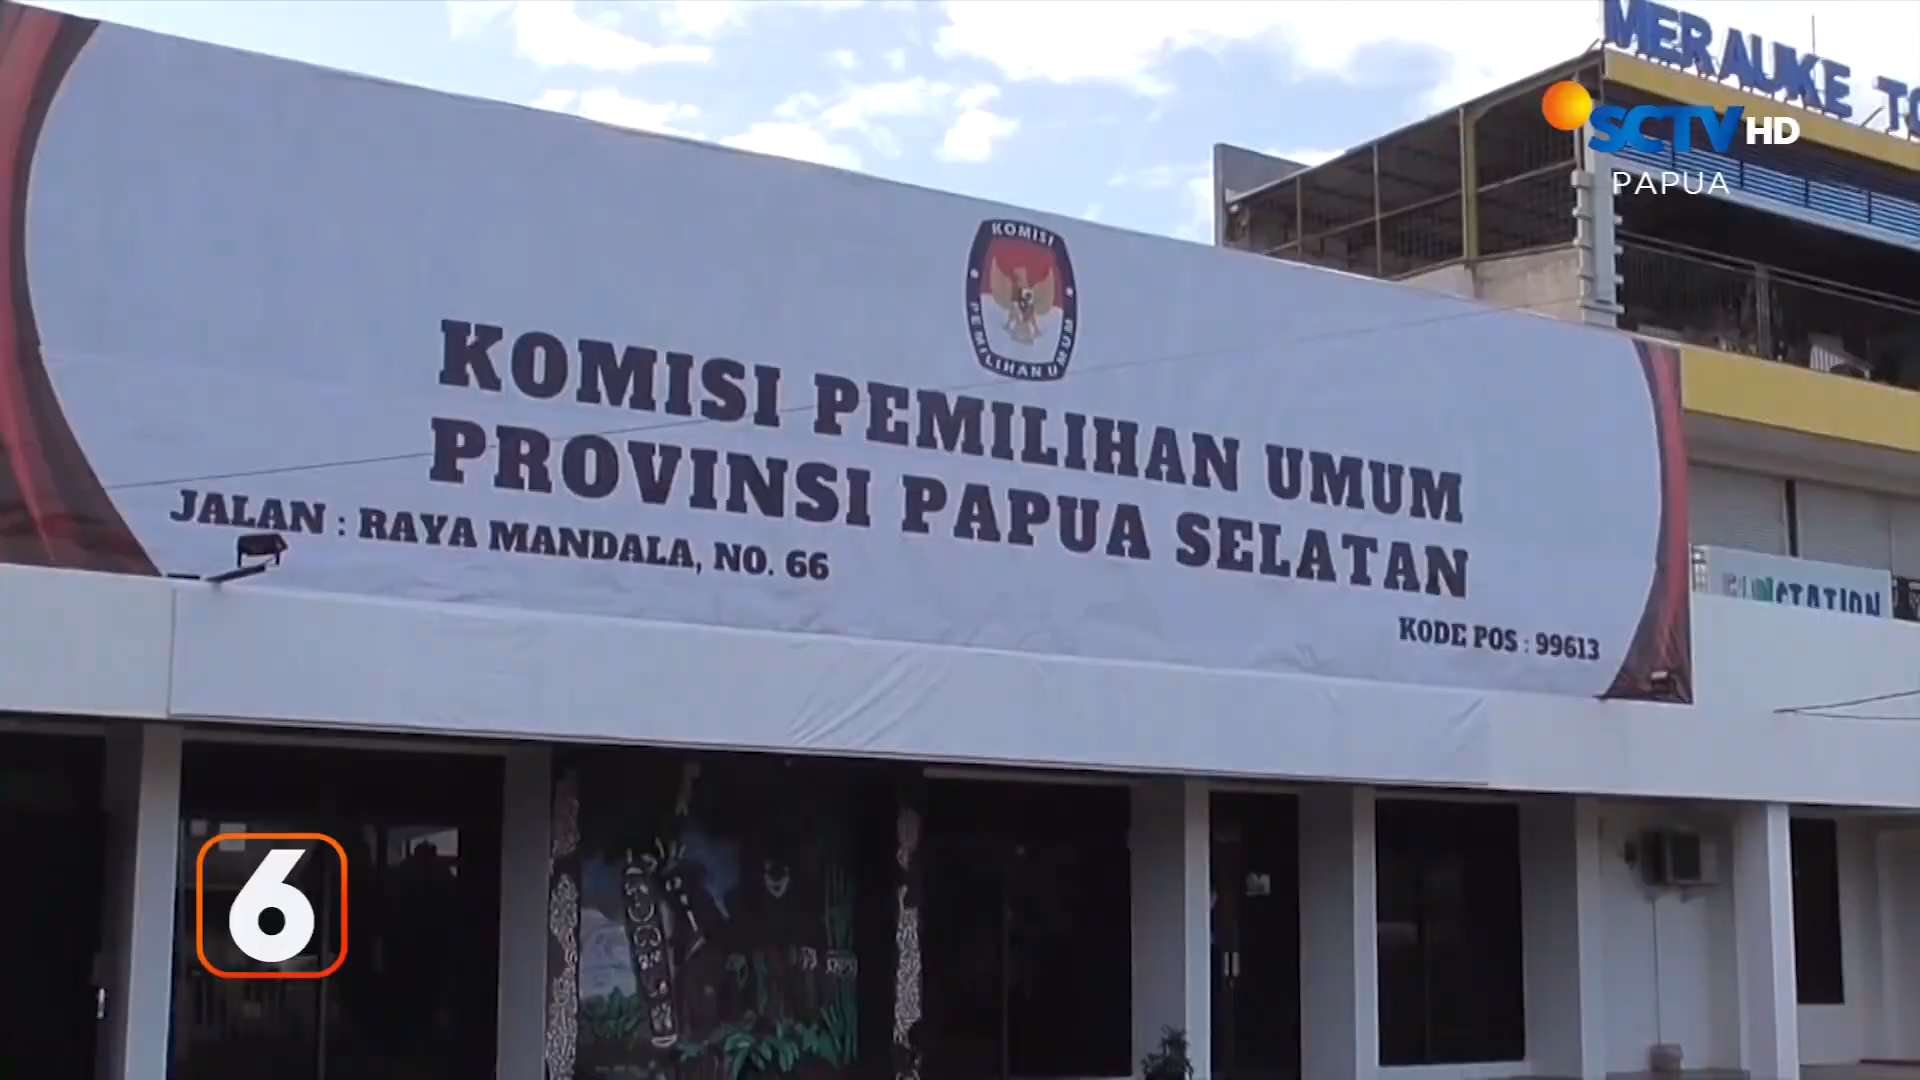 MERAUKE TO
SCTV HD
PAPUA
KOMISI
PEMILIHAN UMUM
KOMISI PEMILIHAN UMUM
PROVINSI PAPUA SELATAN
JALAN : RAYA MANDALA, NO. 66
KODE POS : 99613
6